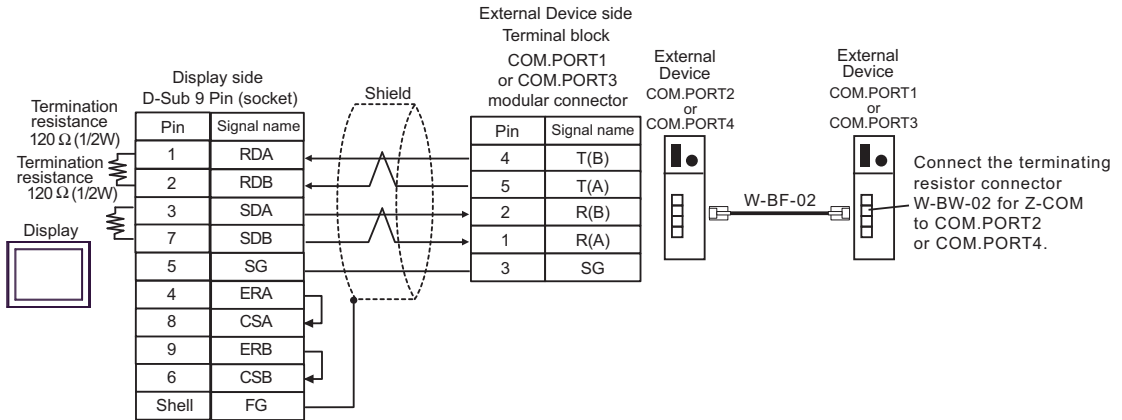 External Device side
Terminal block
COM.PORT1
or COM.PORT3
modular connector
Display side
D-Sub 9 Pin (socket)
Shield
Termination
resistance
120 Ω (1/2W)
Termination
resistance
120 Ω (1/2W)
Display
Pin Signal name
1 RDA
2 RDB
3 SDA
7 SDB
5 SG
4 ERA
8 CSA
9 ERB
6 CSB
Shell FG
Pin Signal name
4 T(B)
5 T(A)
2 R(B)
1 R(A)
3 SG
External
Device
COM.PORT2
or
COM.PORT4
W-BF-02
External
Device
COM.PORT1
or
COM.PORT3
Connect the terminating
resistor connector
W-BW-02 for Z-COM
to COM.PORT2
or COM.PORT4.